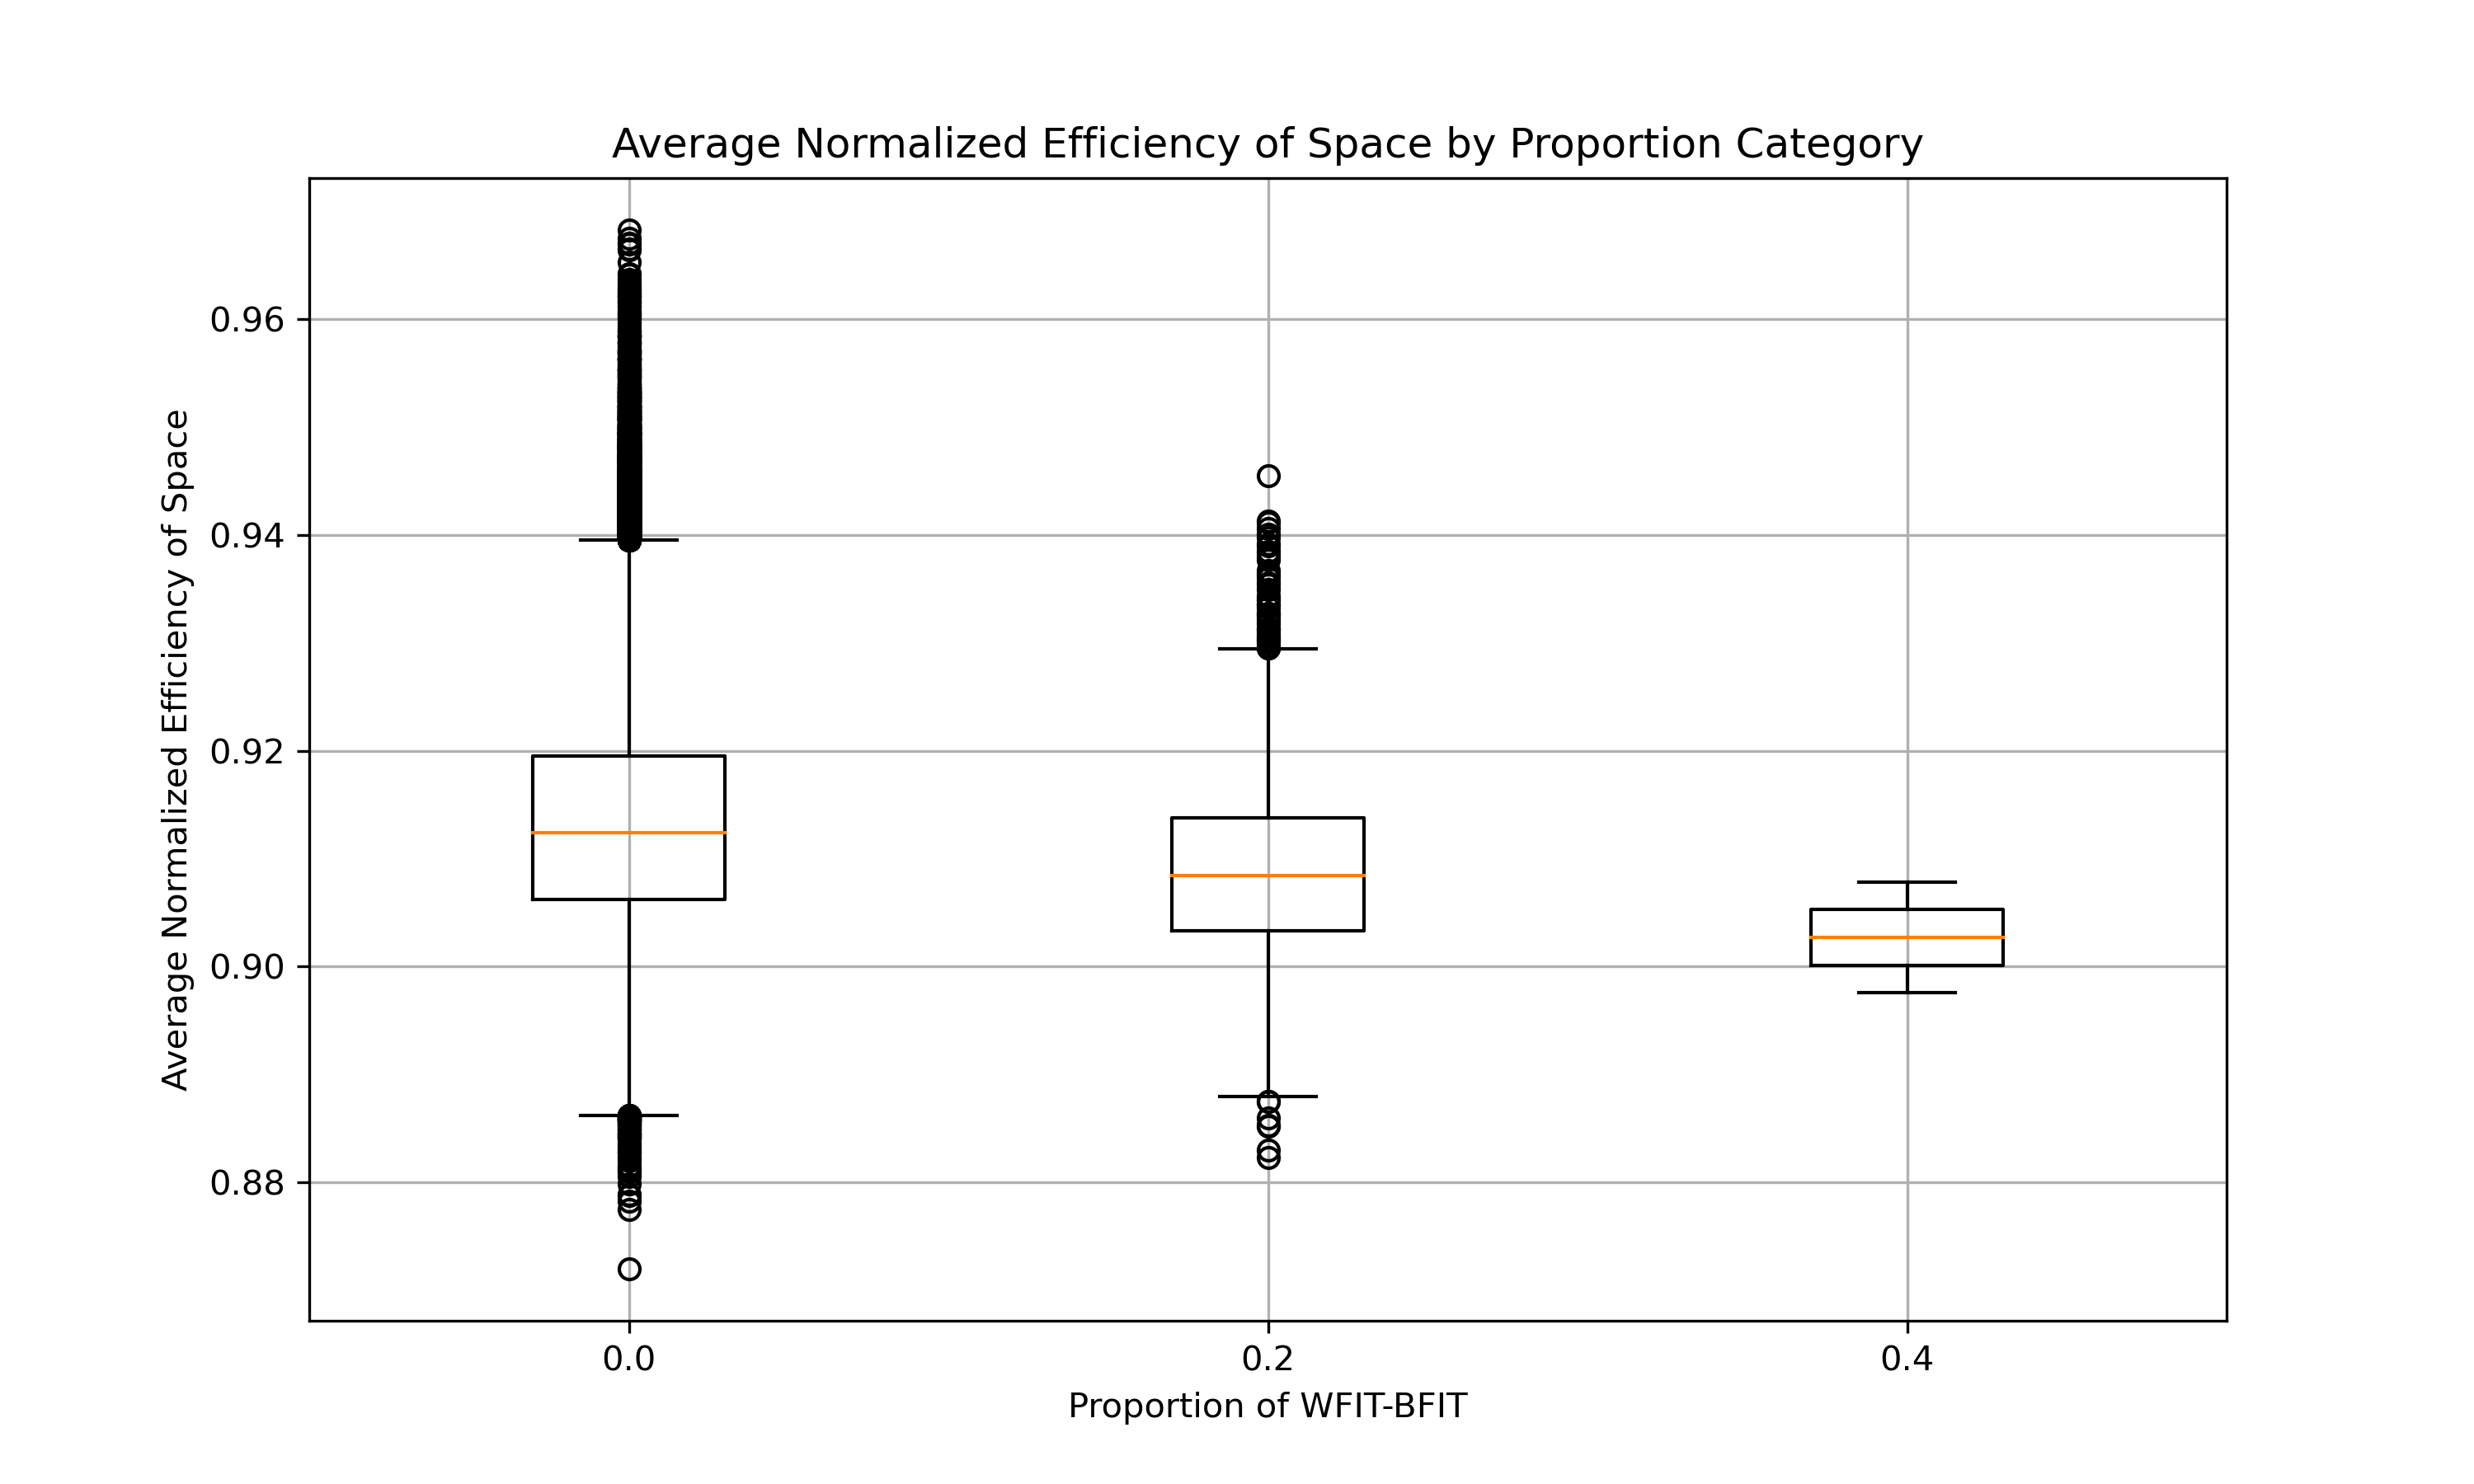 Average Normalized Efficiency of Space by Proportion Category
Average Normalized Efficiency of Space
0.96
0.94
0.92
0.90
0.88
0.0 0.2 0.4
Proportion of WFIT-BFIT